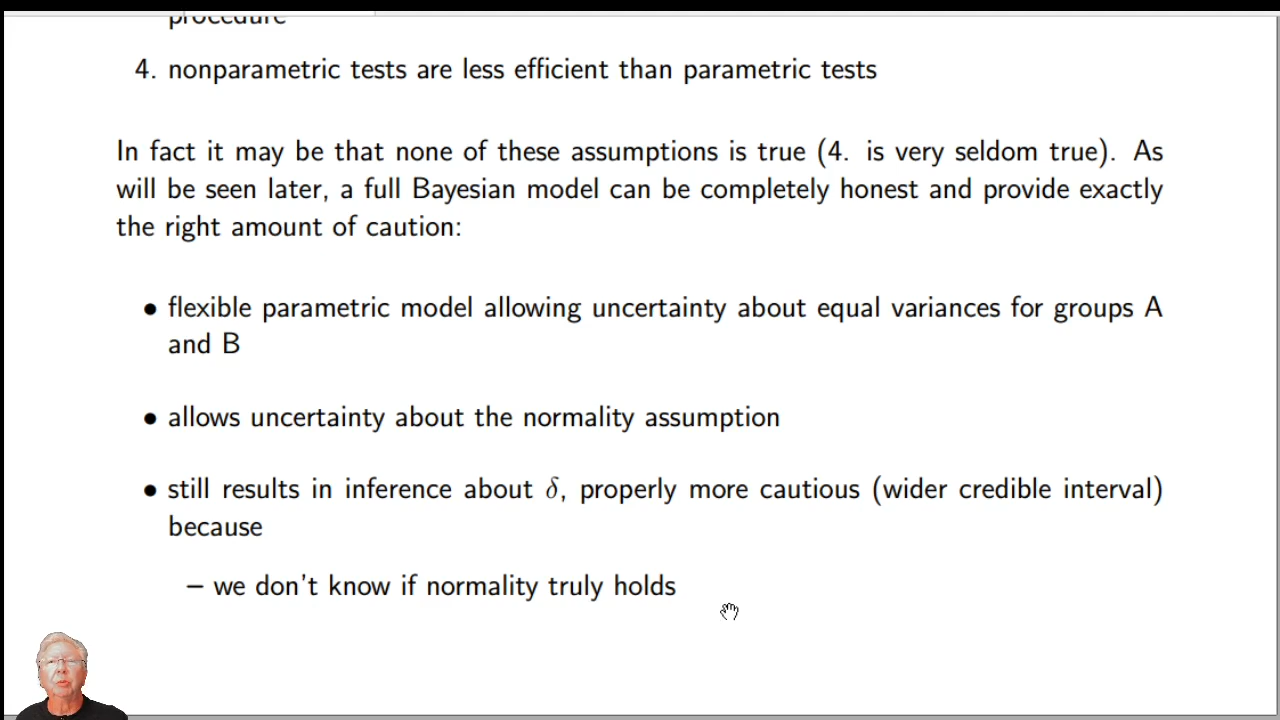 procedure
4. nonparametric tests are less efficient than parametric tests
In fact it may be that none of these assumptions is true (4. is very seldom true). As
will be seen later, a full Bayesian model can be completely honest and provide exactly
the right amount of caution:
• flexible parametric model allowing uncertainty about equal variances for groups A
and B
• allows uncertainty about the normality assumption
• still results in inference about δ, properly more cautious (wider credible interval)
because
– we don't know if normality truly holds